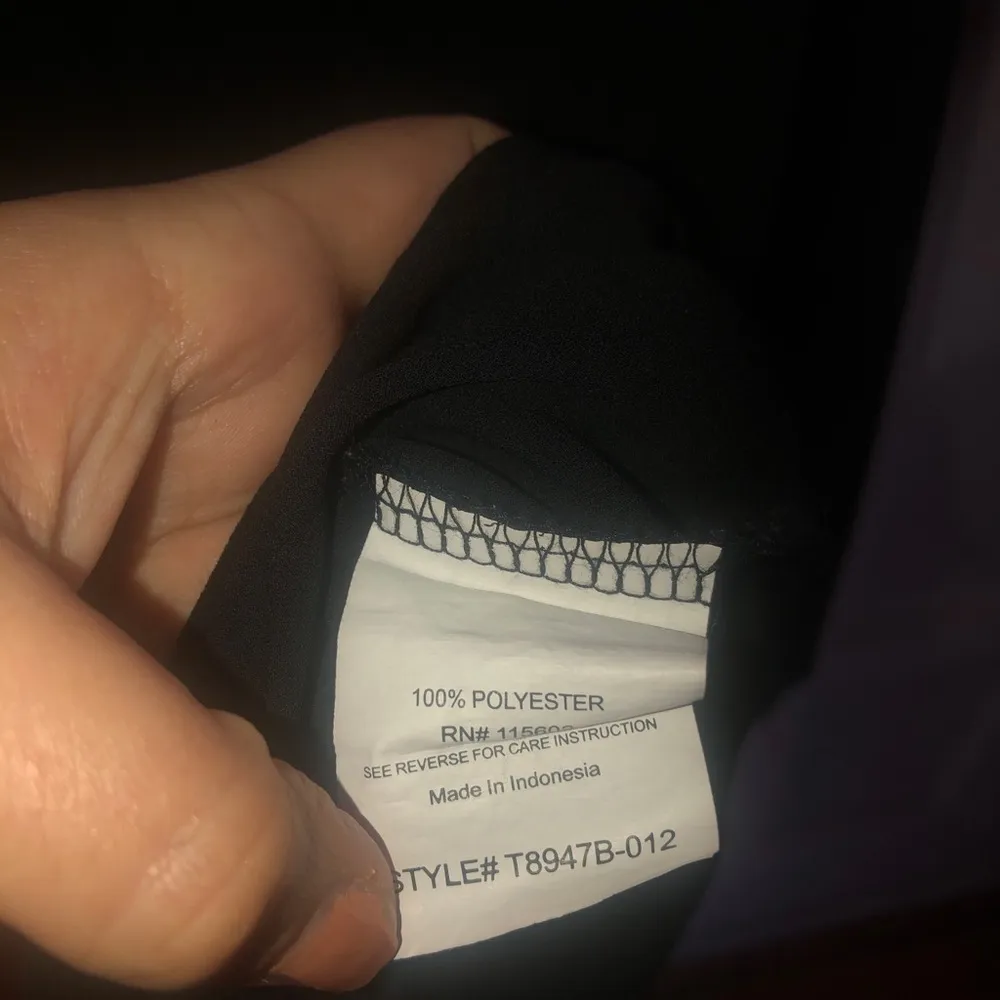 100% POLYESTER
RN#
SEE REVERSE FOR CARE INSTRUCTION
Made In Indonesia
STYLE# T8947B-012